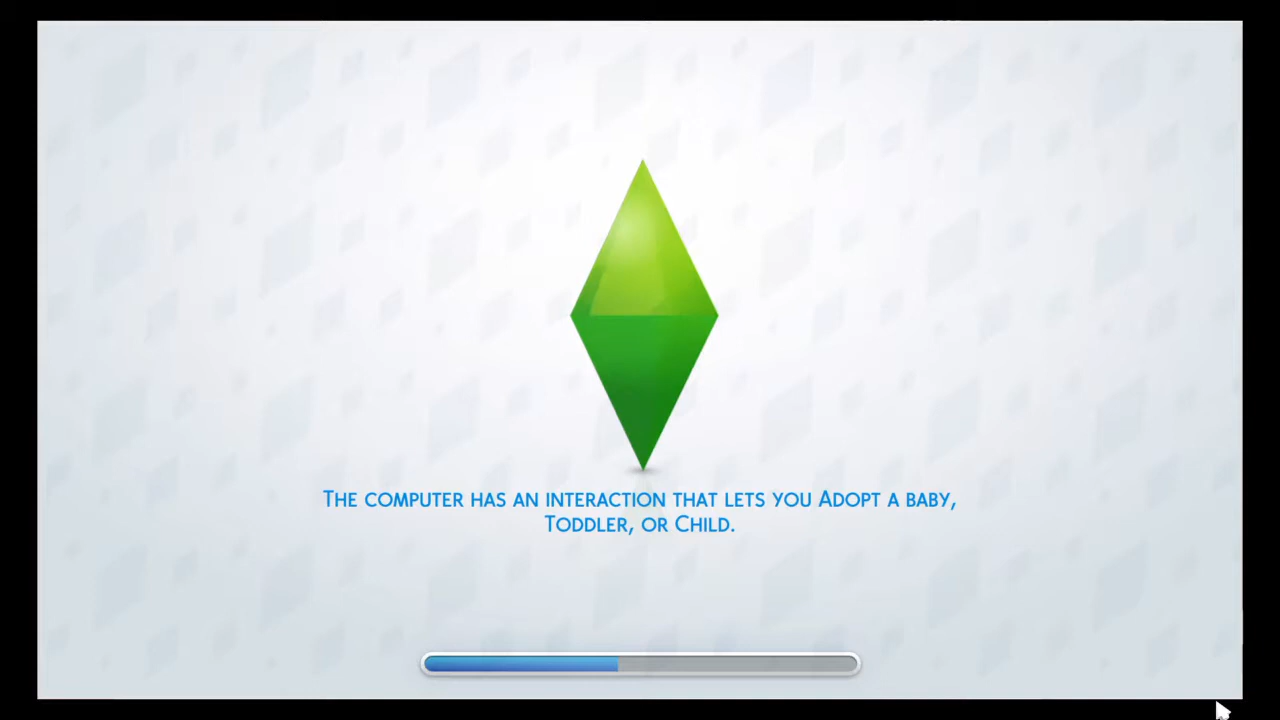 The computer has an interaction that lets you Adopt a baby,
Toddler, or Child.